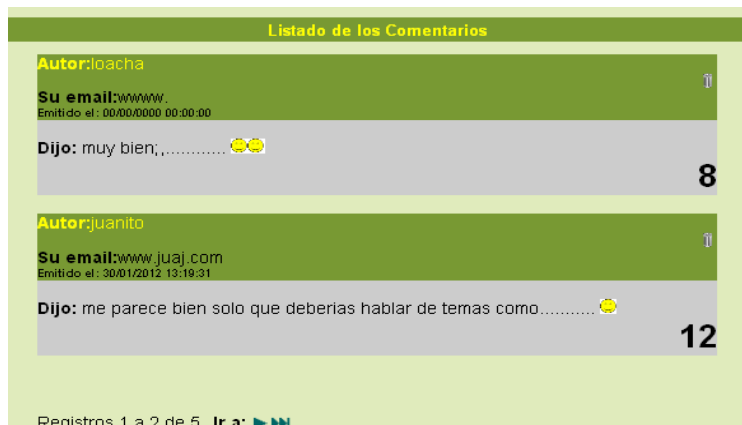 Listado de los Comentarios
Autor:loacha
Su email:wwww.
Emitido el: 00/00/0000 00:00:00
Dijo: muy bien;,............
8
Autor:juanito
Su email:www.juaj.com
Emitido el: 30/01/2012 13:19:31
Dijo: me parece bien solo que deberias hablar de temas como...........
12
Registros 1 a 2 de 5 Ir a: